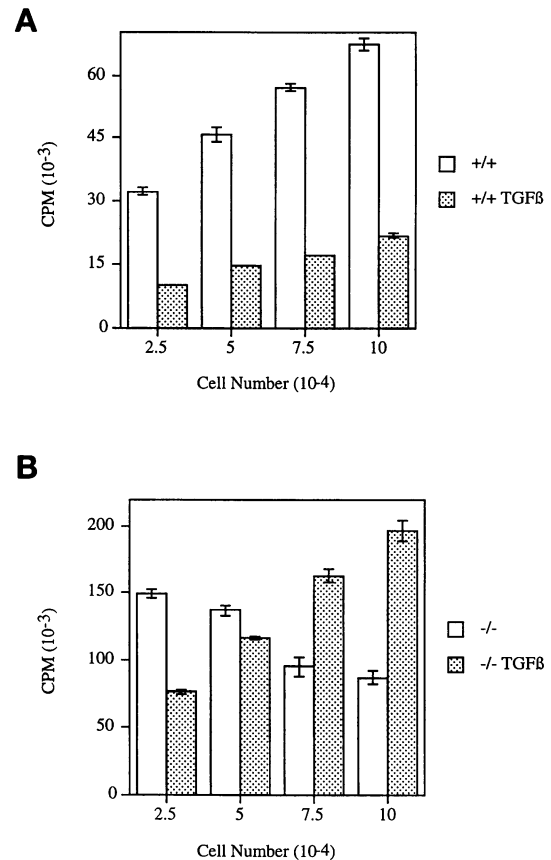 A
CPM (10-3)
60
45
30
15
0
2.5 5 7.5 10
Cell Number (10-4)
+/+
+/+ TGFß
B
CPM (10-3)
200
150
100
50
0
2.5 5 7.5 10
Cell Number (10-4)
-/-
-/- TGFß